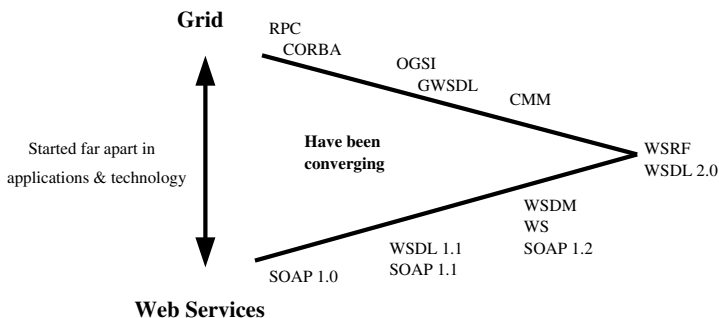 Grid
RPC
CORBA
OGSI
GWSDL
CMM
Started far apart in
applications & technology
Have been
converging
WSRF
WSDL 2.0
WSDM
WS
SOAP 1.2
WSDL 1.1
SOAP 1.1
SOAP 1.0
Web Services